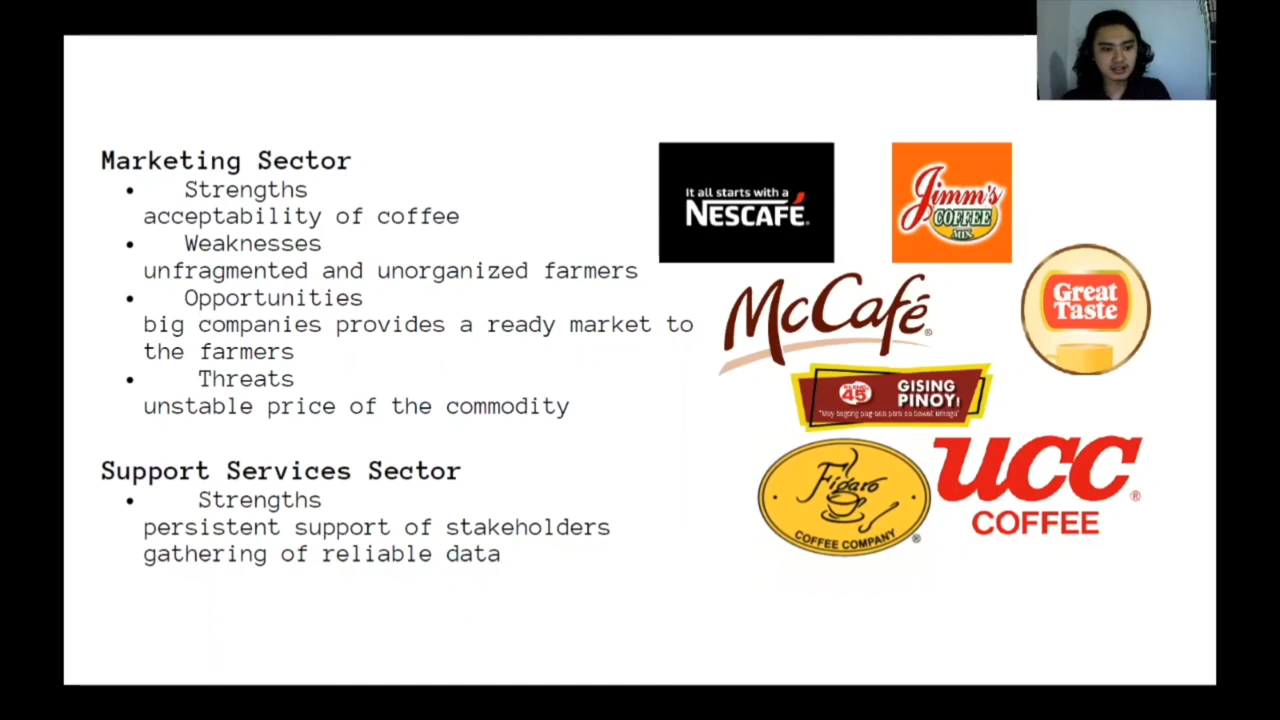 Marketing Sector
• Strengths
acceptability of coffee
• Weaknesses
unfragmented and unorganized farmers
• Opportunities
big companies provides a ready market to
the farmers
• Threats
unstable price of the commodity
Support Services Sector
• Strengths
persistent support of stakeholders
gathering of reliable data
It all starts with a
NESCAFÉ
Jimm's
COFFEE
MIX
McCafé®
Great
Taste
45
GISING
PINOY!
Figaro
COFFEE COMPANY
®
UCC®
COFFEE